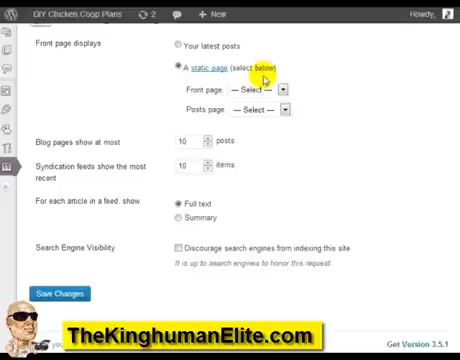 DIY Chicken Coop Plans 2 + New Howdy,
Front page displays
Your latest posts
A static page (select below)
Front page: — Select —
Posts page: — Select —
Blog pages show at most 10 posts
Syndication feeds show the most recent 10 items
For each article in a feed, show
Full text
Summary
Search Engine Visibility
Discourage search engines from indexing this site
It is up to search engines to honor this request.
Save Changes
TheKinghumanElite.com
Get Version 3.5.1